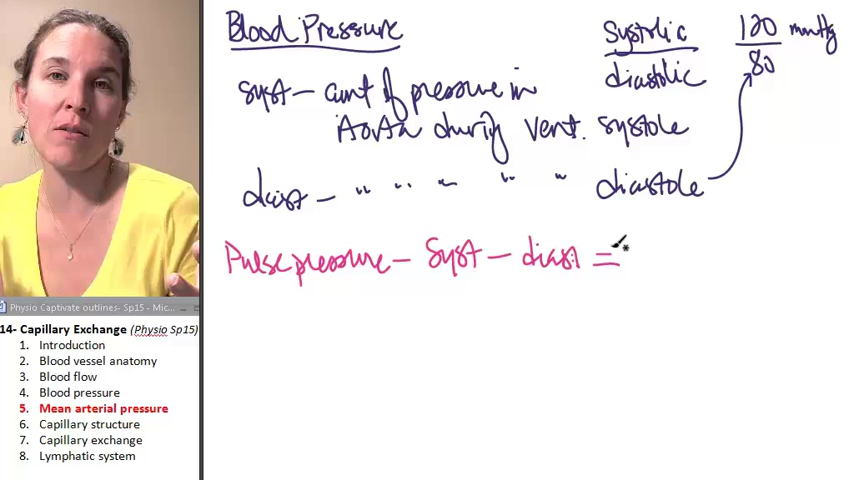 Blood Pressure
Systolic 120 mmHg
diastolic 80
Syst - amt of pressure in
Aorta during vent. systole
diast - " " " " " diastole
Pulse pressure - Syst - diast =
Physio Captivate outlines- Sp15 - Mic...
14- Capillary Exchange (Physio Sp15)
1. Introduction
2. Blood vessel anatomy
3. Blood flow
4. Blood pressure
5. Mean arterial pressure
6. Capillary structure
7. Capillary exchange
8. Lymphatic system